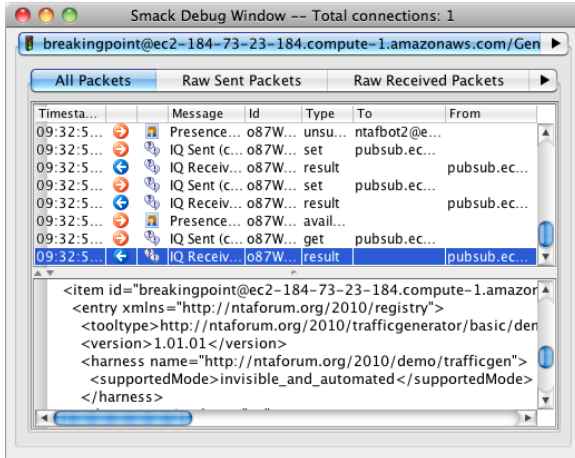 Smack Debug Window -- Total connections: 1
breakingpoint@ec2-184-73-23-184.compute-1.amazonaws.com/Gen
All Packets Raw Sent Packets Raw Received Packets
Timesta... Message Id Type To From
09:32:5... Presence... o87W... unsu... ntafbot2@e...
09:32:5... IQ Sent (c... o87W... set pubsub.ec...
09:32:5... IQ Receiv... o87W... result pubsub.ec...
09:32:5... IQ Sent (c... o87W... set pubsub.ec...
09:32:5... IQ Receiv... o87W... result pubsub.ec...
09:32:5... Presence... o87W... avail...
09:32:5... IQ Sent (c... o87W... get pubsub.ec...
09:32:5... IQ Receiv... o87W... result pubsub.ec...
<item id="breakingpoint@ec2-184-73-23-184.compute-1.amazor
<entry xmlns="http://ntaforum.org/2010/registry">
<tooltype>http://ntaforum.org/2010/trafficgenerator/basic/den
<version>1.01.01</version>
<harness name="http://ntaforum.org/2010/demo/trafficgen">
<supportedMode>invisible_and_automated</supportedMode>
</harness>